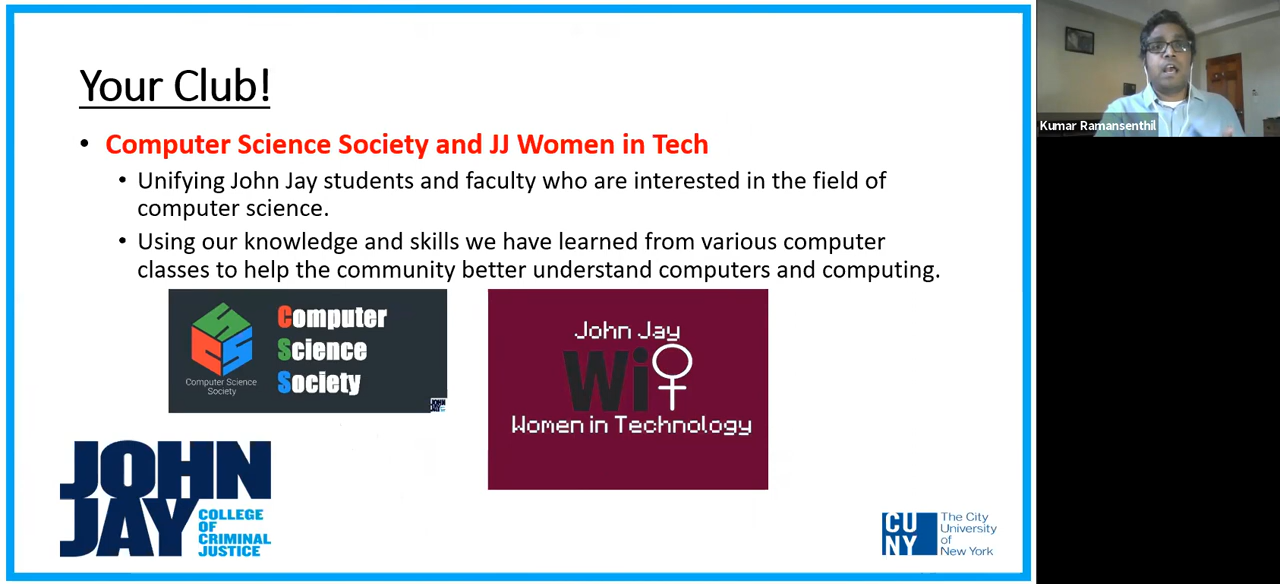 Your Club!
• Computer Science Society and JJ Women in Tech
• Unifying John Jay students and faculty who are interested in the field of
computer science.
• Using our knowledge and skills we have learned from various computer
classes to help the community better understand computers and computing.
CSS
Computer Science
Society
Computer
Science
Society
JOHN
JAY
John Jay
Wi
Women in Technology
JOHN
JAY
COLLEGE
OF
CRIMINAL
JUSTICE
CU
NY
The City
University
of
New York
Kumar Ramansenthil